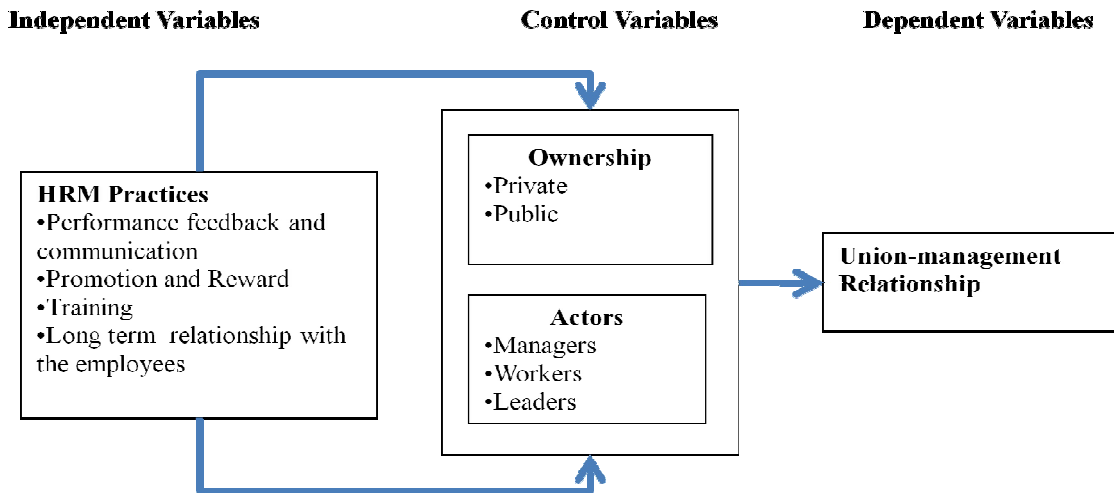 Independent Variables
Control Variables
Dependent Variables
HRM Practices
•Performance feedback and
communication
•Promotion and Reward
•Training
•Long term relationship with
the employees
Ownership
•Private
•Public
Actors
•Managers
•Workers
•Leaders
Union-management
Relationship